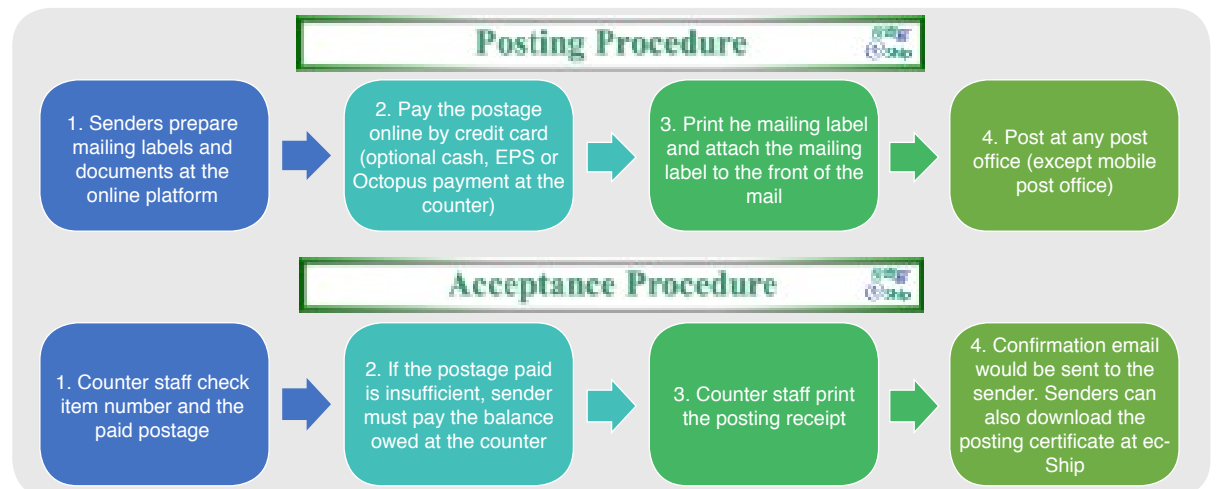 Posting Procedure
Ship
1. Senders prepare
mailing labels and
documents at the
online platform
2. Pay the postage
online by credit card
(optional cash, EPS or
Octopus payment at the
counter)
3. Print he mailing label
and attach the mailing
label to the front of the
mail
4. Post at any post
office (except mobile
post office)
Acceptance Procedure
Ship
1. Counter staff check
item number and the
paid postage
2. If the postage paid
is insufficient, sender
must pay the balance
owed at the counter
3. Counter staff print
the posting receipt
4. Confirmation email
would be sent to the
sender. Senders can
also download the
posting certificate at ec-
Ship